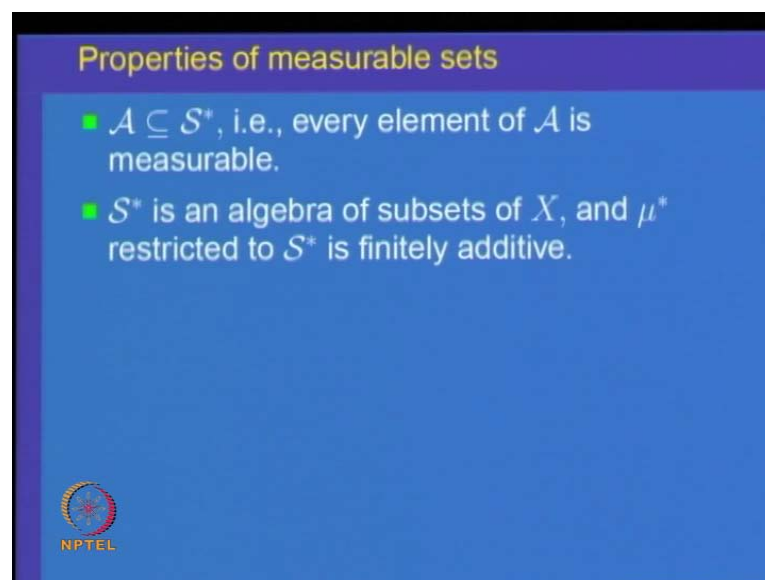 Properties of measurable sets
𝒜 ⊆ 𝒮*, i.e., every element of 𝒜 is
measurable.
𝒮* is an algebra of subsets of X, and μ*
restricted to 𝒮* is finitely additive.
NPTEL